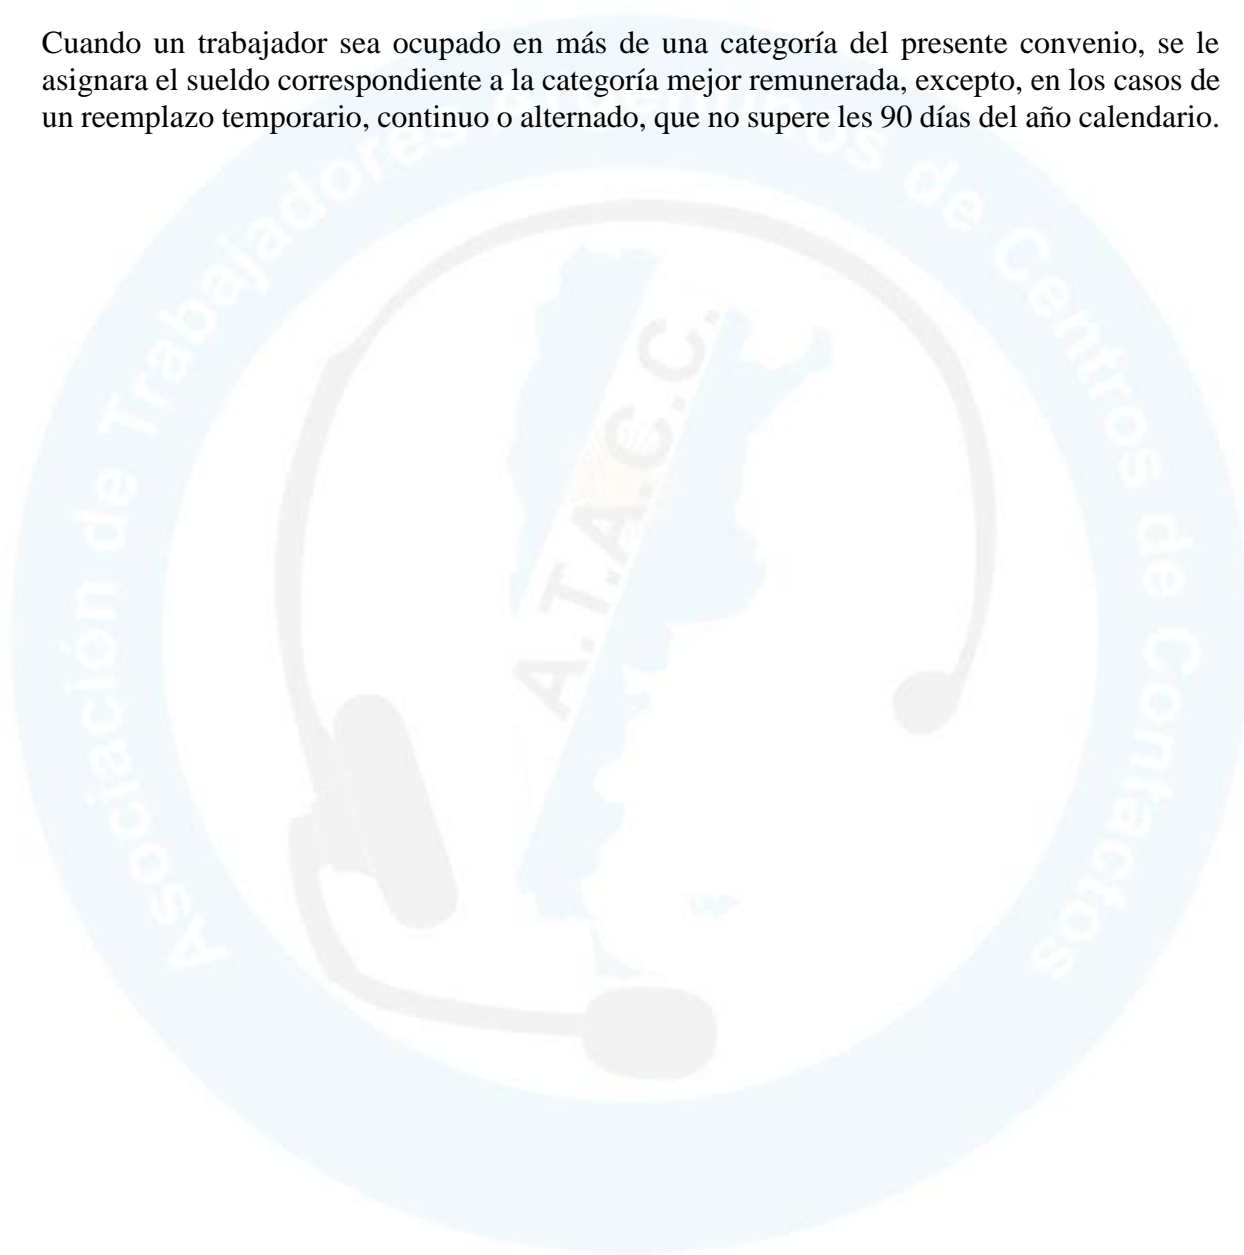 Cuando un trabajador sea ocupado en más de una categoría del presente convenio, se le
asignara el sueldo correspondiente a la categoría mejor remunerada, excepto, en los casos de
un reemplazo temporario, continuo o alternado, que no supere les 90 días del año calendario.
Asociación de Trabajadores Argentinos de Centros de Contactos
A.T.A.C.C.